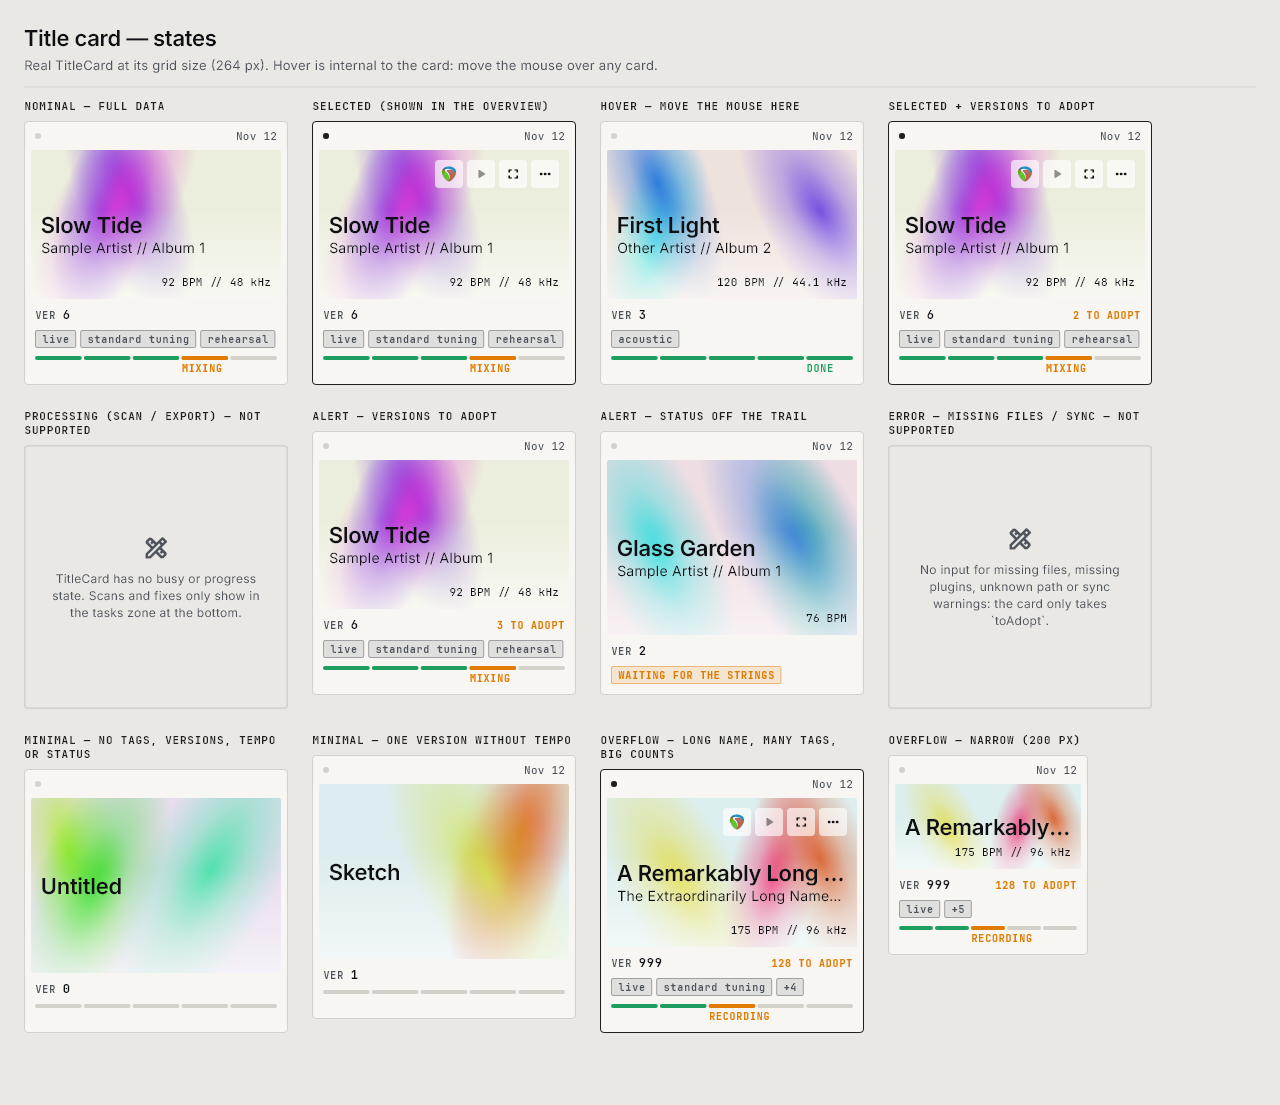 Title card — states
Real TitleCard at its grid size (264 px). Hover is internal to the card: move the mouse over any card.
NOMINAL — FULL DATA
Nov 12
Slow Tide
Sample Artist // Album 1
92 BPM // 48 kHz
VER 6
live standard tuning rehearsal
MIXING
SELECTED (SHOWN IN THE OVERVIEW)
Nov 12
Slow Tide
Sample Artist // Album 1
92 BPM // 48 kHz
VER 6
live standard tuning rehearsal
MIXING
HOVER — MOVE THE MOUSE HERE
Nov 12
First Light
Other Artist // Album 2
120 BPM // 44.1 kHz
VER 3
acoustic
DONE
SELECTED + VERSIONS TO ADOPT
Nov 12
Slow Tide
Sample Artist // Album 1
92 BPM // 48 kHz
VER 6 2 TO ADOPT
live standard tuning rehearsal
MIXING
PROCESSING (SCAN / EXPORT) — NOT
SUPPORTED
TitleCard has no busy or progress
state. Scans and fixes only show in
the tasks zone at the bottom.
ALERT — VERSIONS TO ADOPT
Nov 12
Slow Tide
Sample Artist // Album 1
92 BPM // 48 kHz
VER 6 3 TO ADOPT
live standard tuning rehearsal
MIXING
ALERT — STATUS OFF THE TRAIL
Nov 12
Glass Garden
Sample Artist // Album 1
76 BPM
VER 2
WAITING FOR THE STRINGS
ERROR — MISSING FILES / SYNC — NOT
SUPPORTED
No input for missing files, missing
plugins, unknown path or sync
warnings: the card only takes
`toAdopt`.
MINIMAL — NO TAGS, VERSIONS, TEMPO
OR STATUS
Untitled
VER 0
MINIMAL — ONE VERSION WITHOUT TEMPO
Nov 12
Sketch
VER 1
OVERFLOW — LONG NAME, MANY TAGS,
BIG COUNTS
Nov 12
A Remarkably Long ...
The Extraordinarily Long Name...
175 BPM // 96 kHz
VER 999 128 TO ADOPT
live standard tuning +4
RECORDING
OVERFLOW — NARROW (200 PX)
Nov 12
A Remarkably...
175 BPM // 96 kHz
VER 999 128 TO ADOPT
live +5
RECORDING